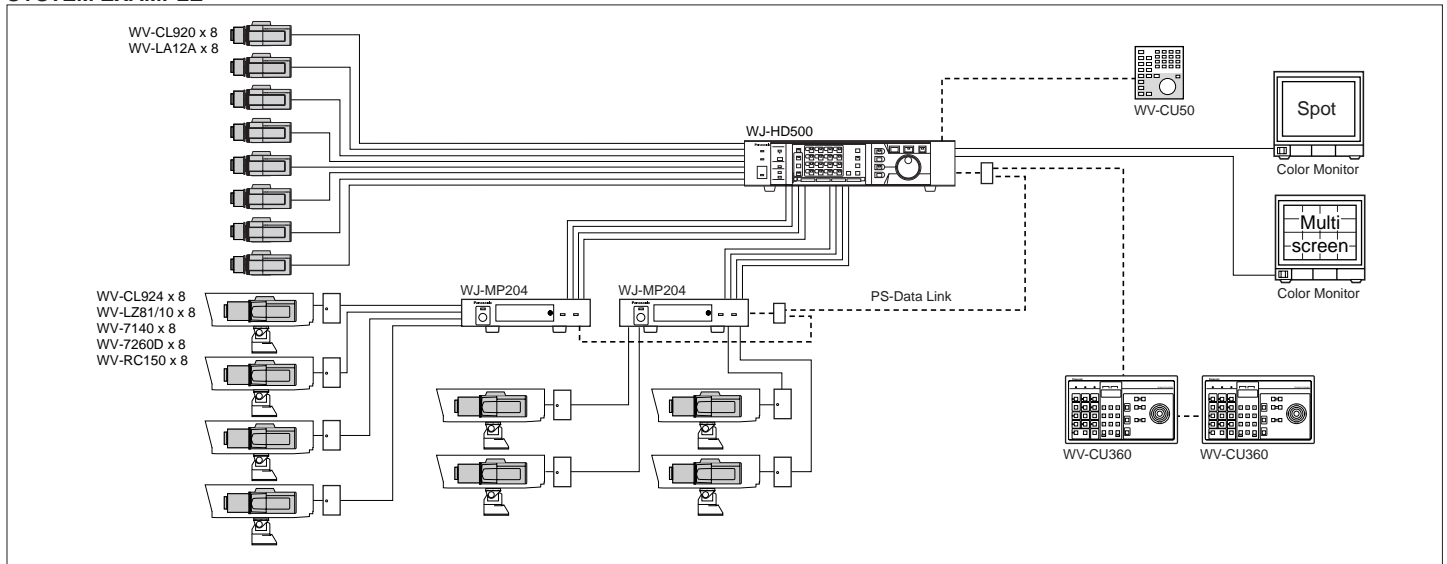 WV-CL920 x 8
WV-LA12A x 8
WV-CU50
Spot
Color Monitor
WJ-HD500
Multi
screen
Color Monitor
WV-CL924 x 8
WV-LZ81/10 x 8
WV-7140 x 8
WV-7260D x 8
WV-RC150 x 8
WJ-MP204
Panasonic
WJ-MP204
Panasonic
PS-Data Link
WV-CU360
WV-CU360